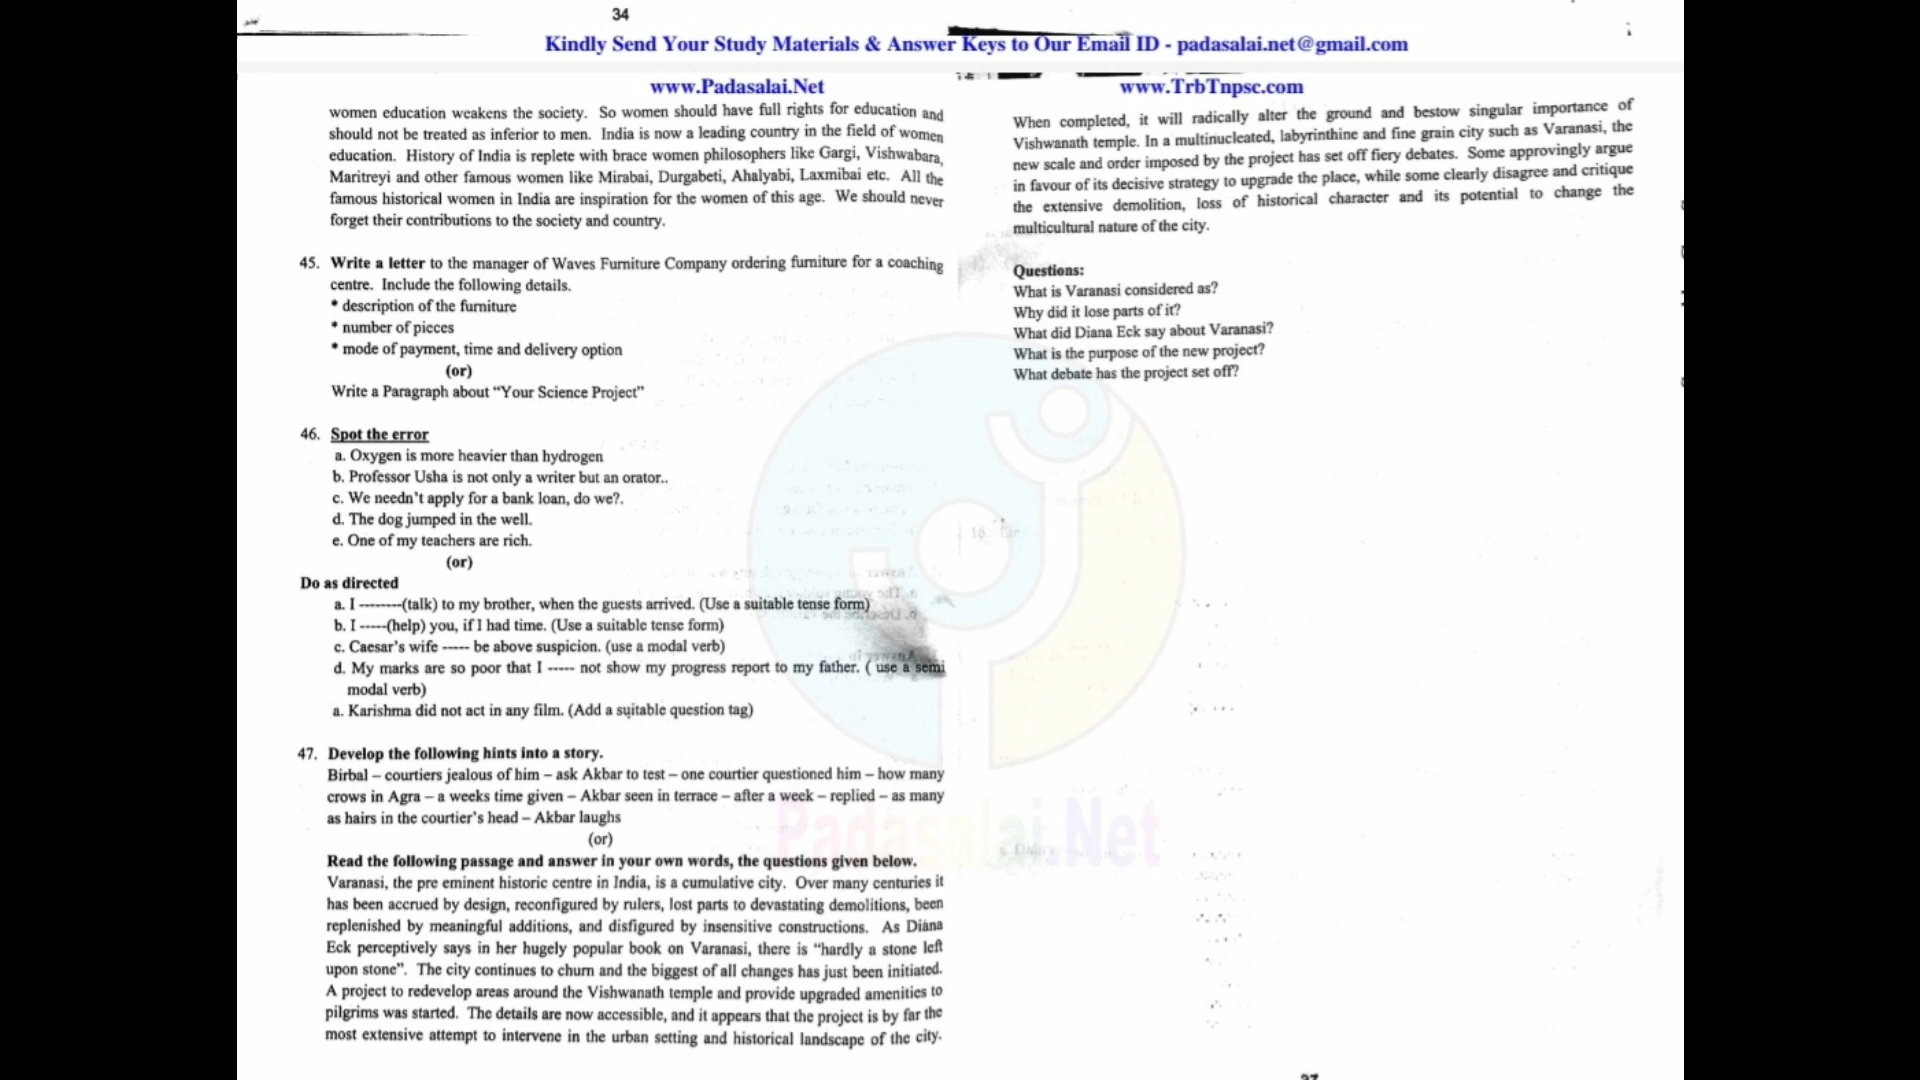 34
Kindly Send Your Study Materials & Answer Keys to Our Email ID - padasalai.net@gmail.com
www.Padasalai.Net
www.TrbTnpsc.com
women education weakens the society. So women should have full rights for education and
should not be treated as inferior to men. India is now a leading country in the field of women
education. History of India is replete with brace women philosophers like Gargi, Vishwabara,
Maritreyi and other famous women like Mirabai, Durgabeti, Ahalyabi, Laxmibai etc. All the
famous historical women in India are inspiration for the women of this age. We should never
forget their contributions to the society and country.
45. Write a letter to the manager of Waves Furniture Company ordering furniture for a coaching
centre. Include the following details.
* description of the furniture
* number of pieces
* mode of payment, time and delivery option
(or)
Write a Paragraph about “Your Science Project”
46. Spot the error
a. Oxygen is more heavier than hydrogen
b. Professor Usha is not only a writer but an orator..
c. We needn't apply for a bank loan, do we?.
d. The dog jumped in the well.
e. One of my teachers are rich.
(or)
Do as directed
a. I --------(talk) to my brother, when the guests arrived. (Use a suitable tense form)
b. I -----(help) you, if I had time. (Use a suitable tense form)
c. Caesar's wife ----- be above suspicion. (use a modal verb)
d. My marks are so poor that I ----- not show my progress report to my father. ( use a semi
modal verb)
a. Karishma did not act in any film. (Add a suitable question tag)
47. Develop the following hints into a story.
Birbal – courtiers jealous of him – ask Akbar to test – one courtier questioned him – how many
crows in Agra – a weeks time given – Akbar seen in terrace – after a week – replied – as many
as hairs in the courtier's head – Akbar laughs
(or)
Read the following passage and answer in your own words, the questions given below.
Varanasi, the pre eminent historic centre in India, is a cumulative city. Over many centuries it
has been accrued by design, reconfigured by rulers, lost parts to devastating demolitions, been
replenished by meaningful additions, and disfigured by insensitive constructions. As Diana
Eck perceptively says in her hugely popular book on Varanasi, there is “hardly a stone left
upon stone”. The city continues to churn and the biggest of all changes has just been initiated.
A project to redevelop areas around the Vishwanath temple and provide upgraded amenities to
pilgrims was started. The details are now accessible, and it appears that the project is by far the
most extensive attempt to intervene in the urban setting and historical landscape of the city.
When completed, it will radically alter the ground and bestow singular importance of
Vishwanath temple. In a multinucleated, labyrinthine and fine grain city such as Varanasi, the
new scale and order imposed by the project has set off fiery debates. Some approvingly argue
in favour of its decisive strategy to upgrade the place, while some clearly disagree and critique
the extensive demolition, loss of historical character and its potential to change the
multicultural nature of the city.
Questions:
What is Varanasi considered as?
Why did it lose parts of it?
What did Diana Eck say about Varanasi?
What is the purpose of the new project?
What debate has the project set off?
Padasalai.Net